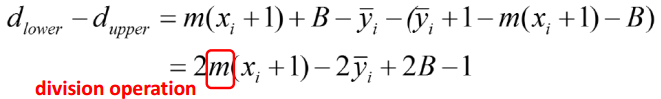 d_lower − d_upper = m(x_i + 1) + B − ȳ_i − (ȳ_i + 1 − m(x_i + 1) − B)
= 2m(x_i + 1) − 2ȳ_i + 2B − 1
division operation